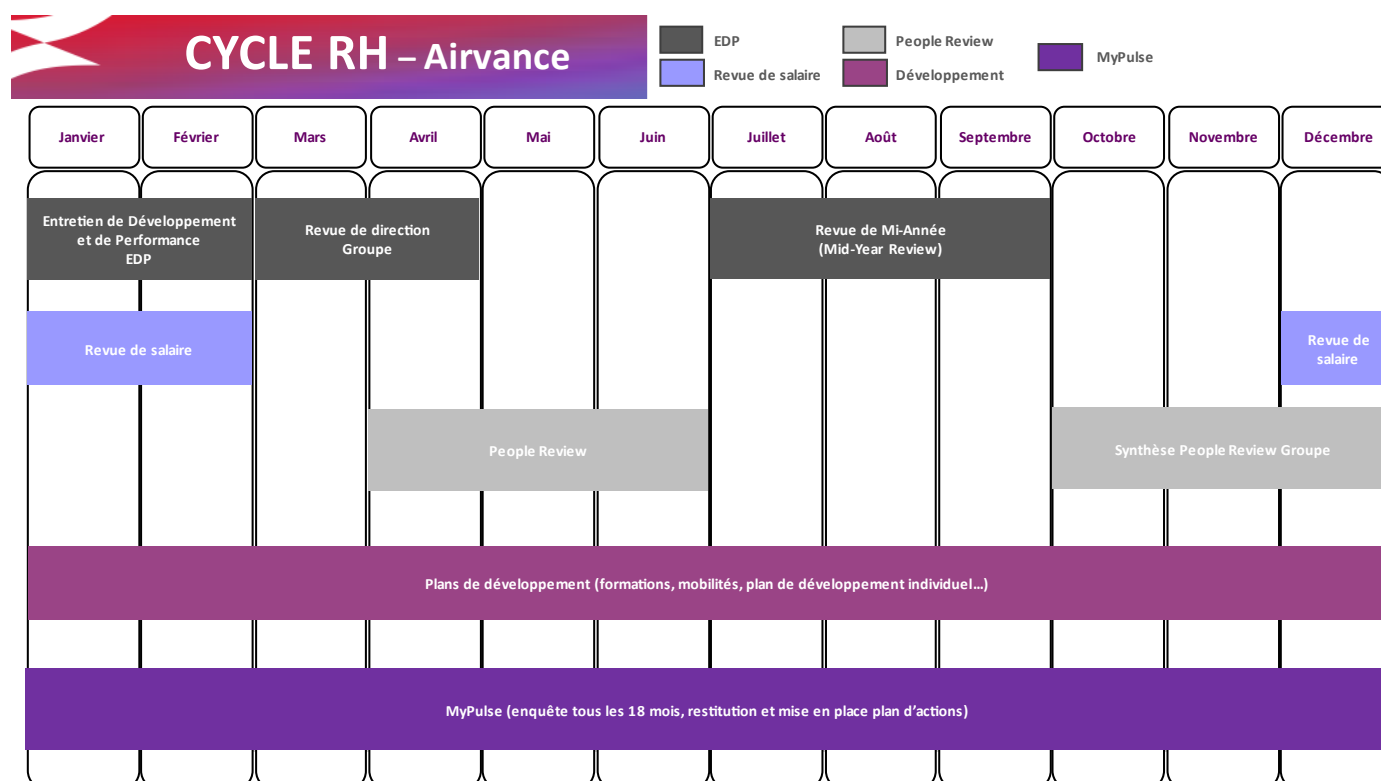 CYCLE RH – Airvance
EDP
People Review
MyPulse
Revue de salaire
Développement
Janvier
Février
Mars
Avril
Mai
Juin
Juillet
Août
Septembre
Octobre
Novembre
Décembre
Entretien de Développement
et de Performance
EDP
Revue de direction
Groupe
Revue de Mi-Année
(Mid-Year Review)
Revue de salaire
Revue de
salaire
People Review
Synthèse People Review Groupe
Plans de développement (formations, mobilités, plan de développement individuel…)
MyPulse (enquête tous les 18 mois, restitution et mise en place plan d’actions)